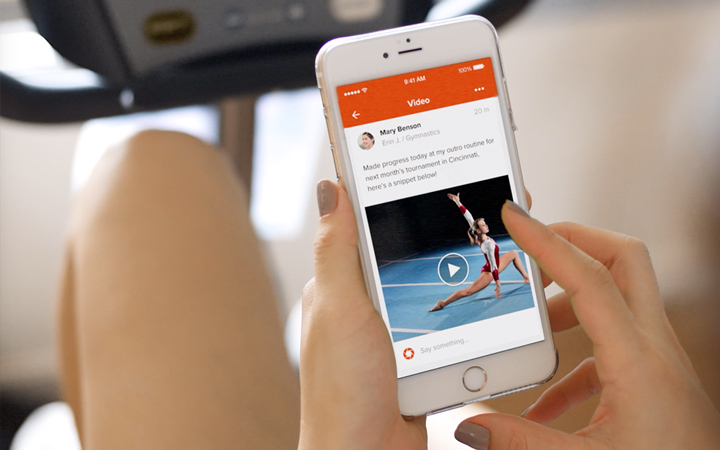 9:41 AM
100%
Video
Mary Benson
20 m
Erin J. / Gymnastics
Made progress today at my outro routine for
next month's tournament in Cincinnati,
here's a snippet below!
Say something...